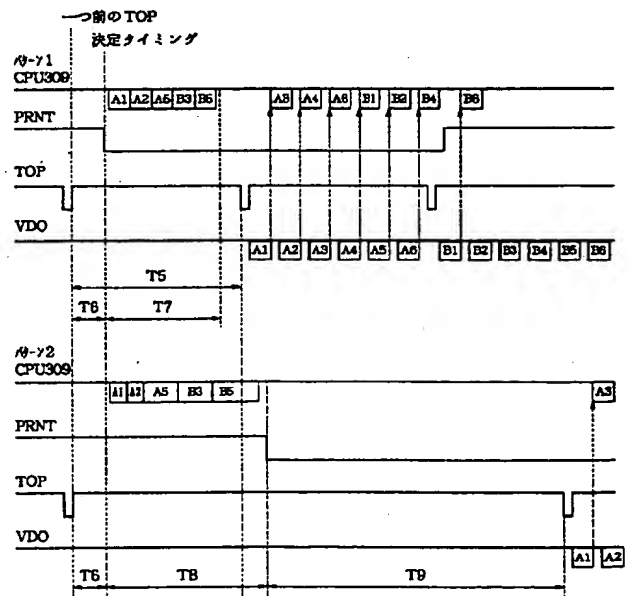 一つ前のTOP
決定タイミング
パターン1
CPU309
A1 A2 A5 B3 B5 A3 A4 A6 B1 B2 B4 B6
PRNT
TOP
VDO
A1 A2 A3 A4 A5 A6 B1 B2 B3 B4 B5 B6
T5
T6 T7
パターン2
CPU309
A1 A2 A5 B3 B5 A3
PRNT
TOP
VDO
A1 A2
T6 T8 T9